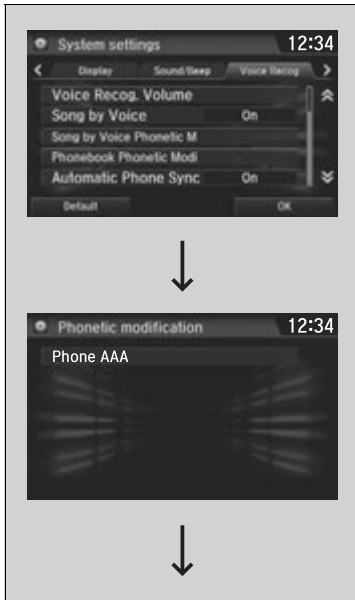 System settings 12:34
Display Sound/Beep Voice Recog
Voice Recog. Volume
Song by Voice On
Song by Voice Phonetic M
Phonebook Phonetic Modi
Automatic Phone Sync On
Default OK
Phonetic modification 12:34
Phone AAA